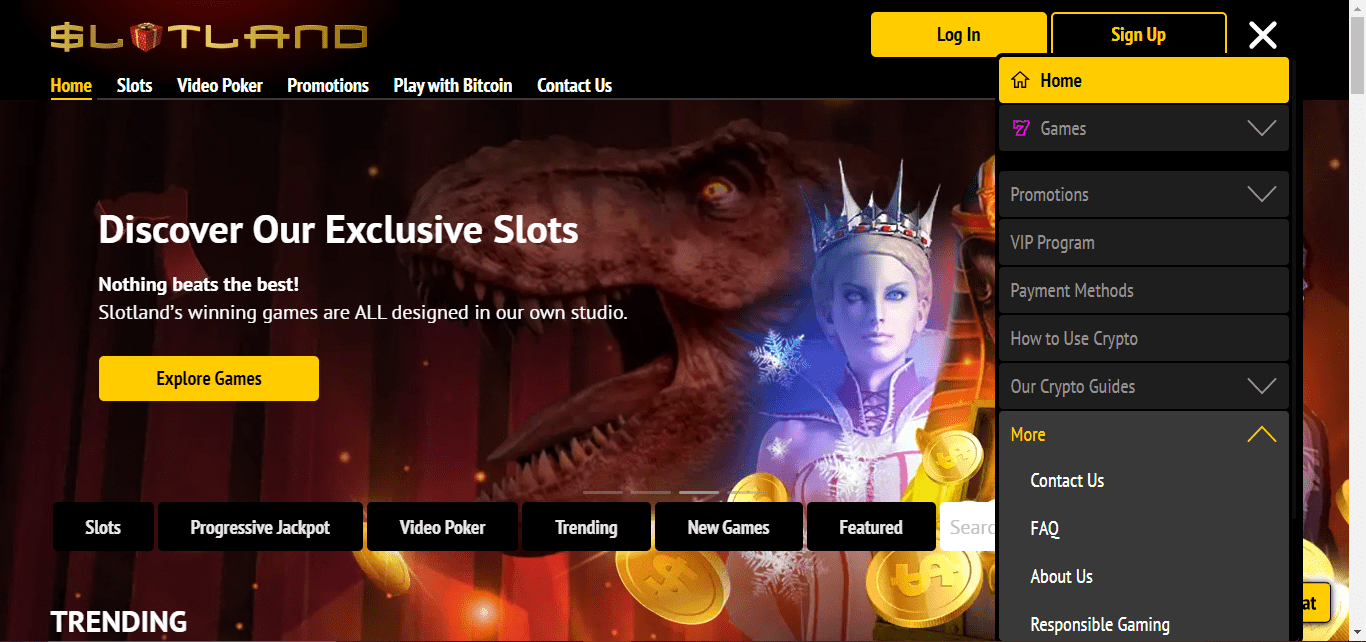 $LOTLAND
Log In
Sign Up
Home
Slots
Video Poker
Promotions
Play with Bitcoin
Contact Us
Discover Our Exclusive Slots
Nothing beats the best!
Slotland's winning games are ALL designed in our own studio.
Explore Games
Slots
Progressive Jackpot
Video Poker
Trending
New Games
Featured
Searc
TRENDING
Home
Games
Promotions
VIP Program
Payment Methods
How to Use Crypto
Our Crypto Guides
More
Contact Us
FAQ
About Us
Responsible Gaming
at